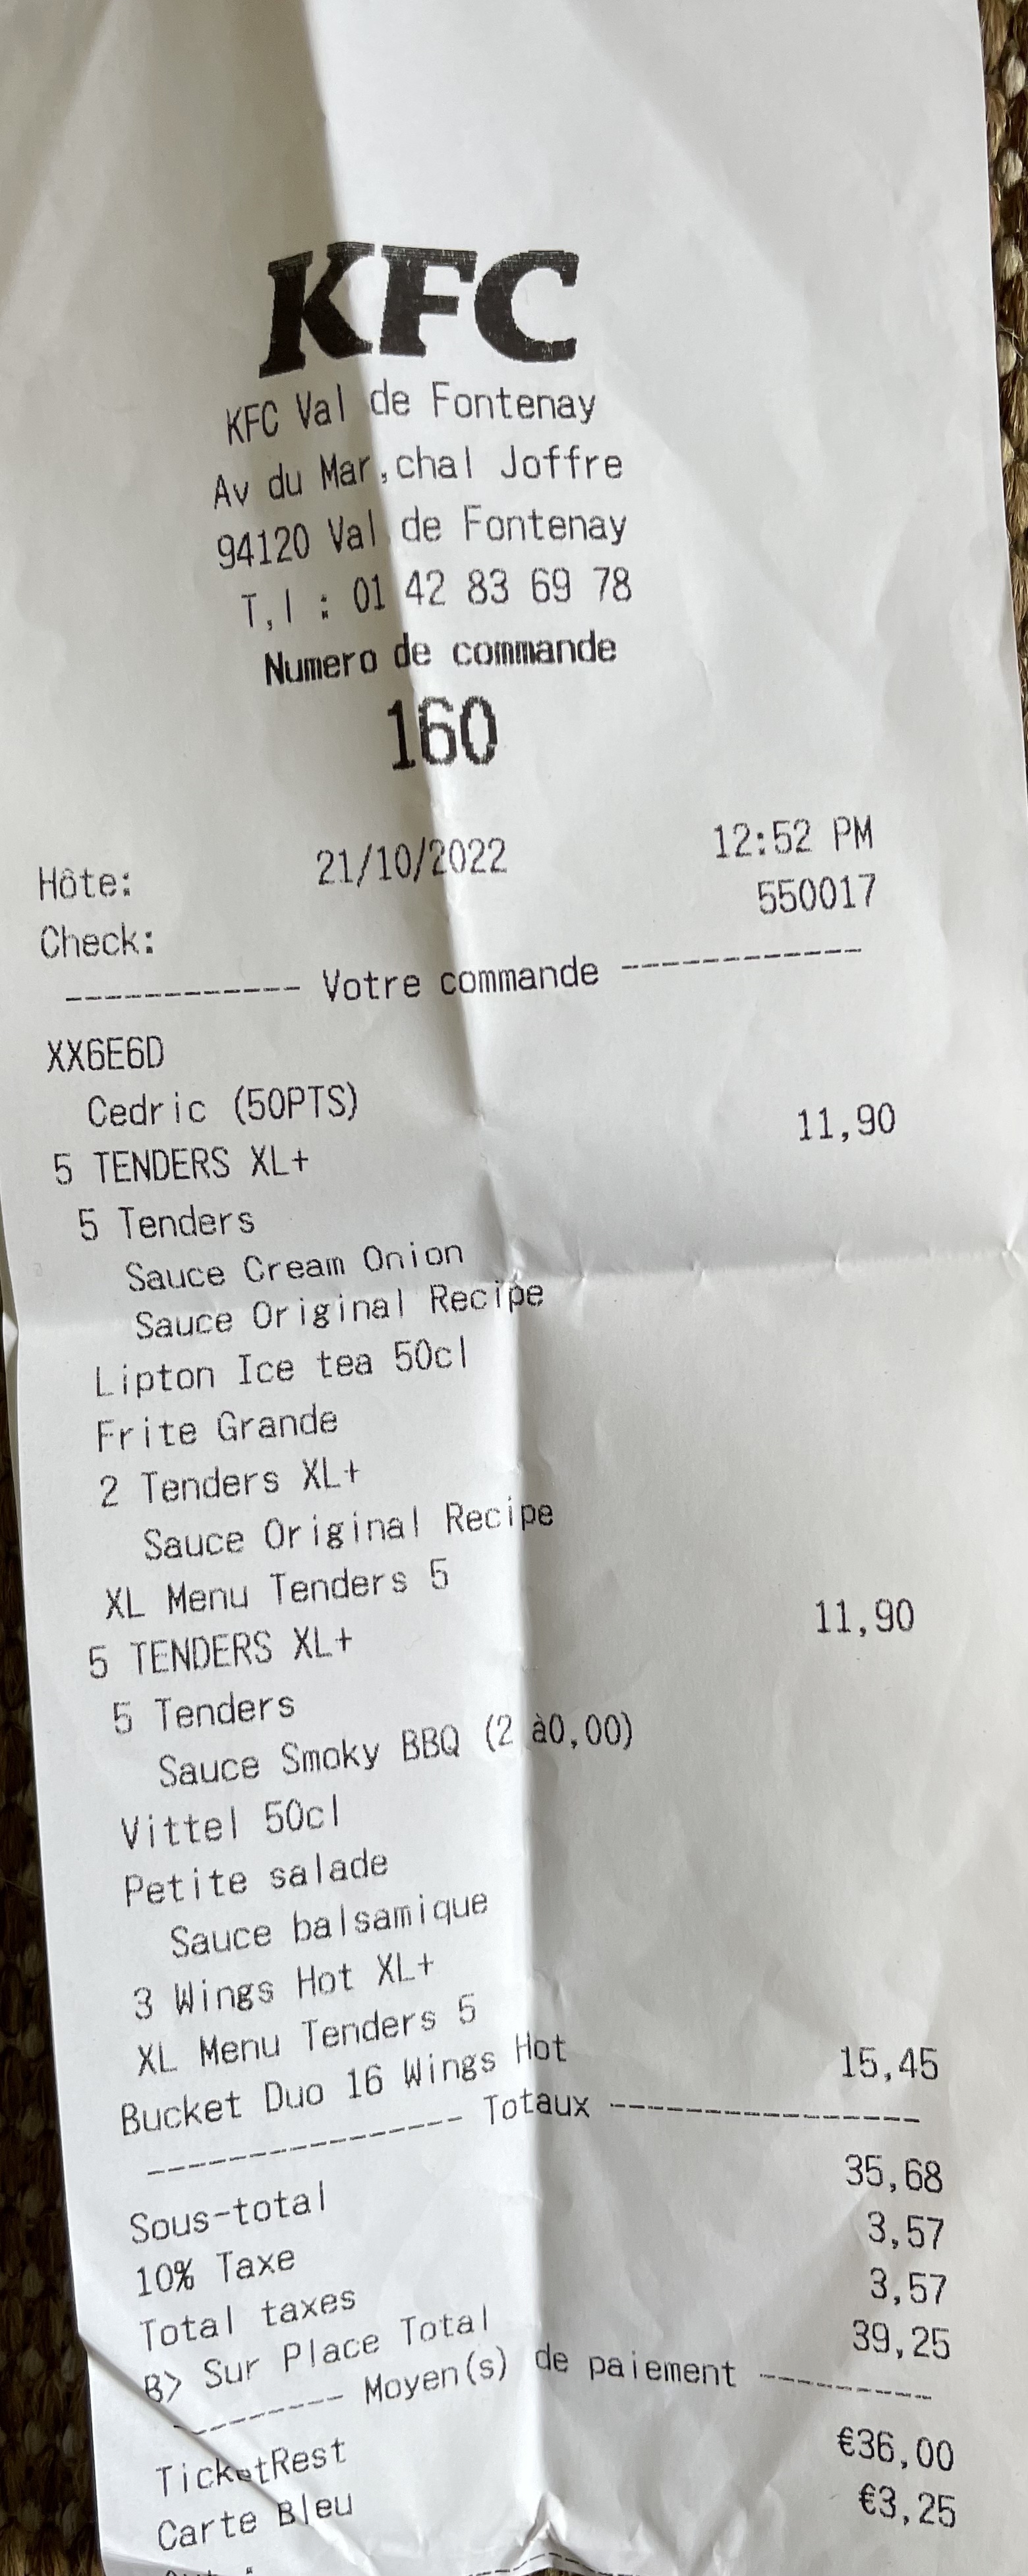 KFC
KFC Val de Fontenay
Av du Mar,chal Joffre
94120 Val de Fontenay
T,l : 01 42 83 69 78
Numero de commande
160
Hôte: 21/10/2022 12:52 PM
Check: 550017
------------ Votre commande ------------
XX6E6D
Cedric (50PTS)
5 TENDERS XL+ 11,90
5 Tenders
Sauce Cream Onion
Sauce Original Recipe
Lipton Ice tea 50cl
Frite Grande
2 Tenders XL+
Sauce Original Recipe
XL Menu Tenders 5
5 TENDERS XL+ 11,90
5 Tenders
Sauce Smoky BBQ (2 à0,00)
Vittel 50cl
Petite salade
Sauce balsamique
3 Wings Hot XL+
XL Menu Tenders 5
Bucket Duo 16 Wings Hot 15,45
---------------- Totaux ----------------
Sous-total 35,68
10% Taxe 3,57
Total taxes 3,57
B> Sur Place Total 39,25
--------- Moyen(s) de paiement ---------
TicketRest €36,00
Carte Bleu €3,25